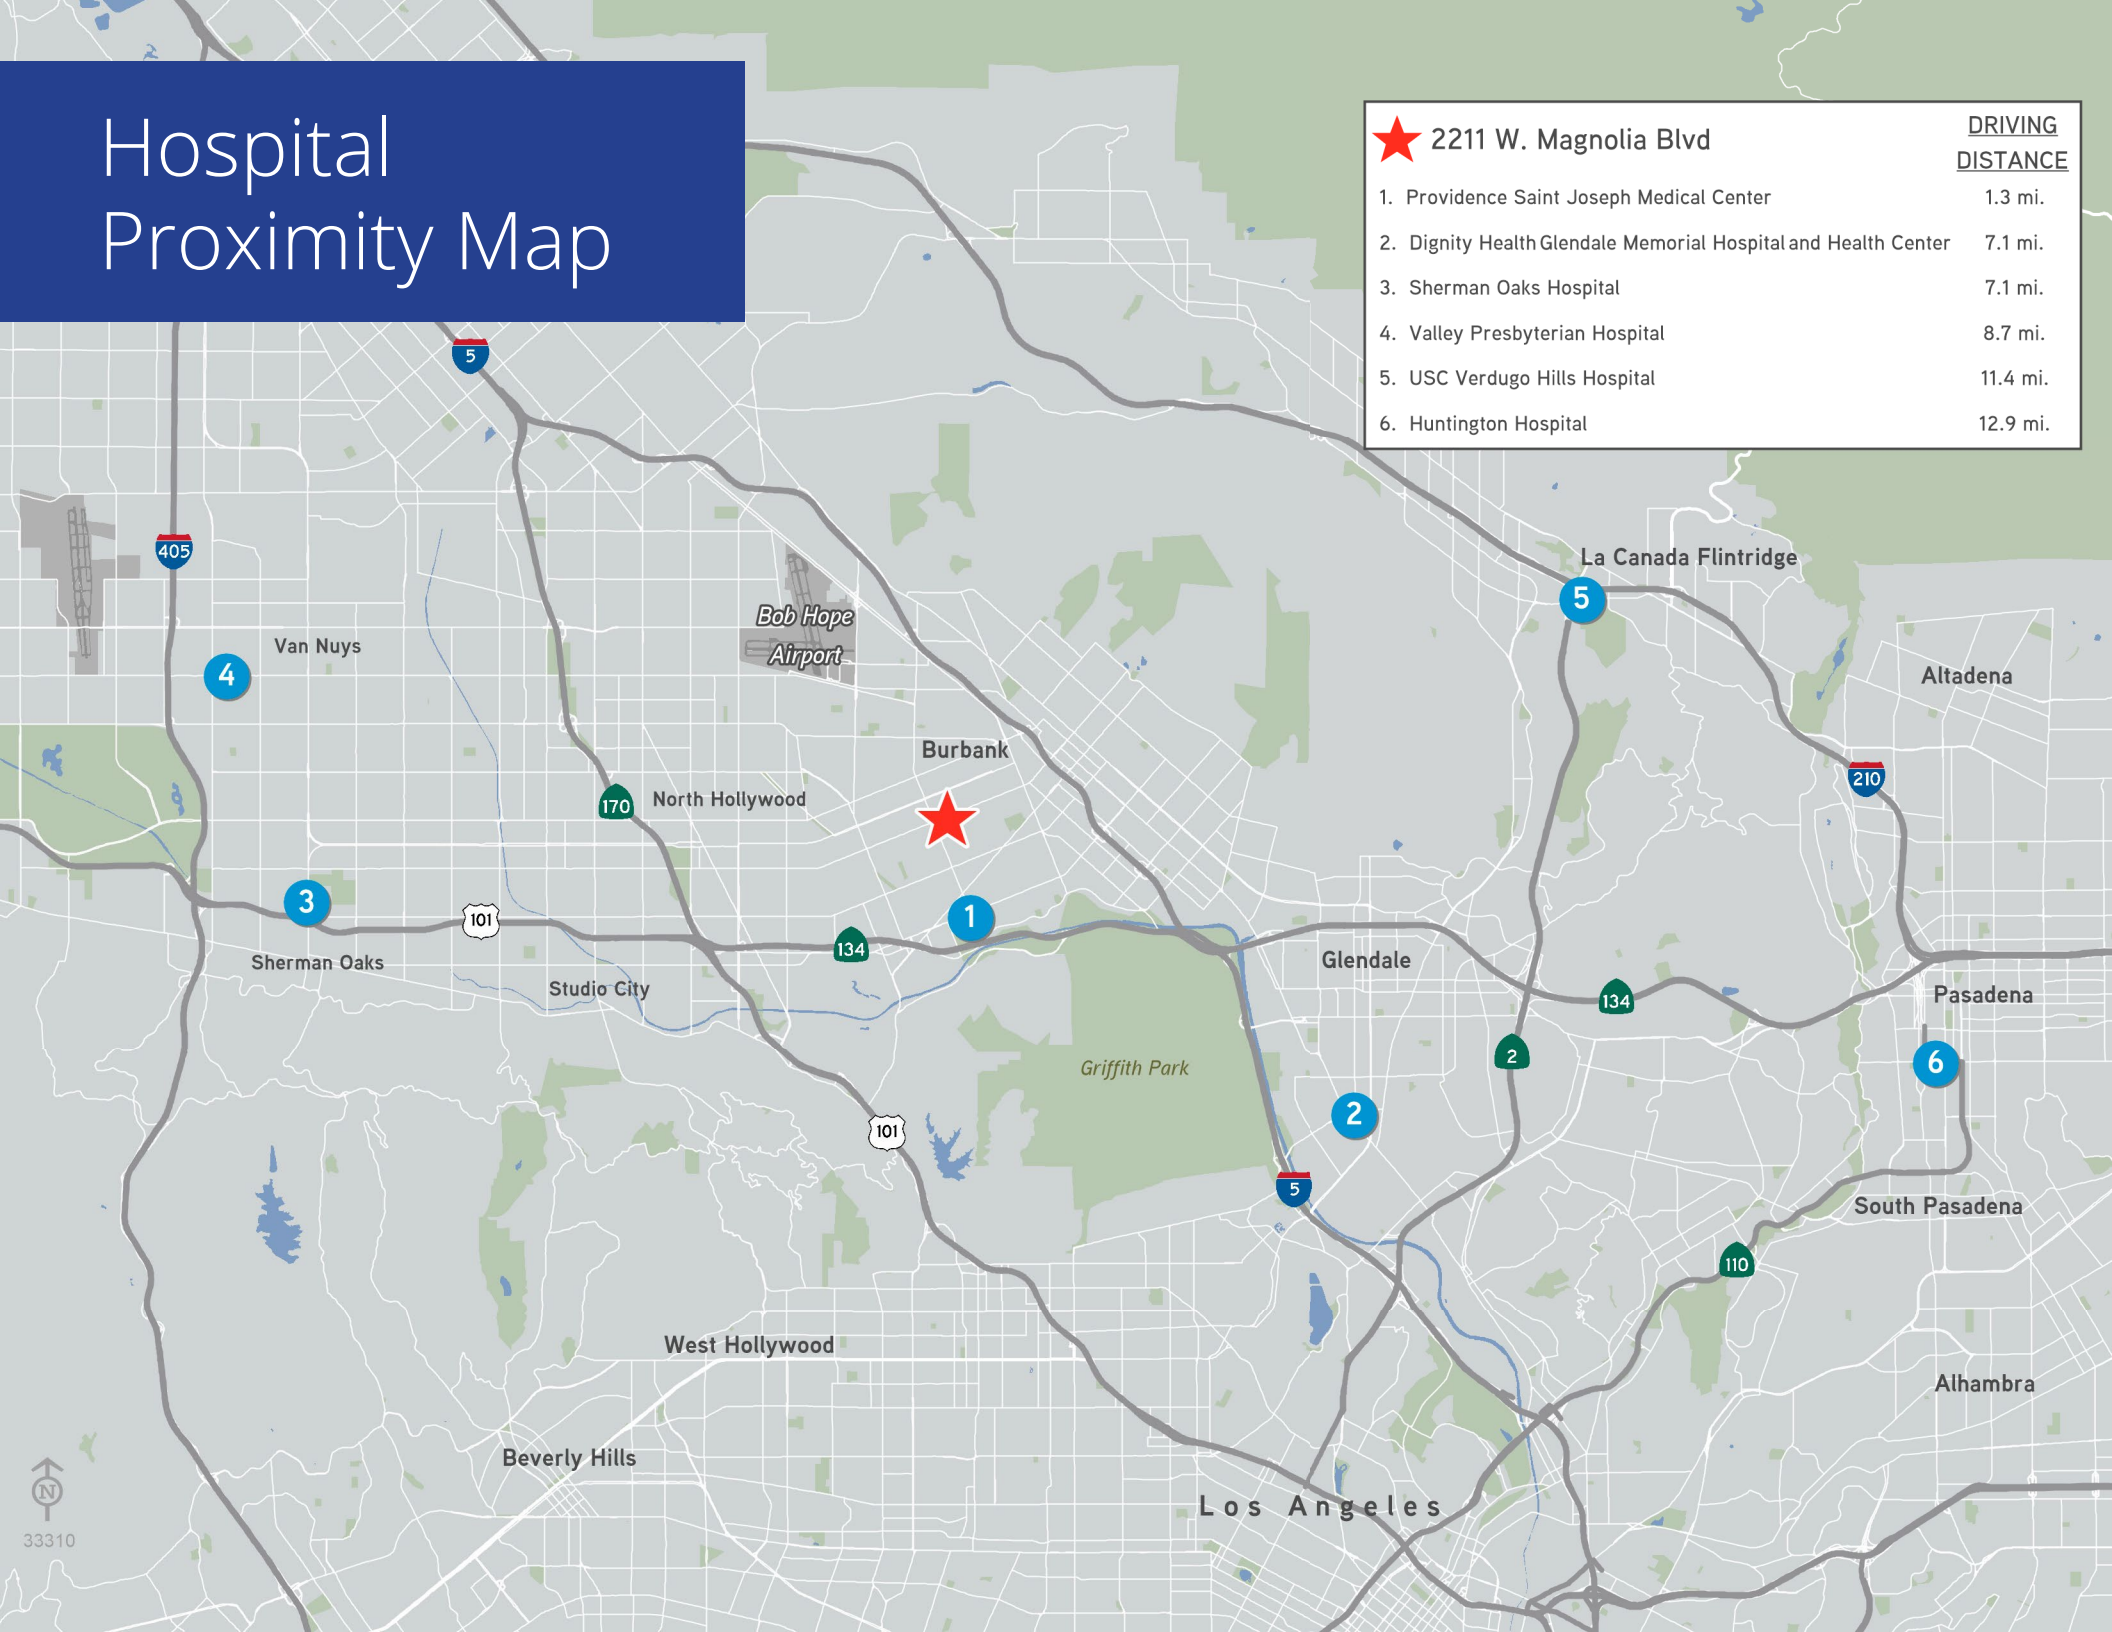 Hospital
Proximity Map
2211 W. Magnolia Blvd
DRIVING
DISTANCE
1. Providence Saint Joseph Medical Center 1.3 mi.
2. Dignity Health Glendale Memorial Hospital and Health Center 7.1 mi.
3. Sherman Oaks Hospital 7.1 mi.
4. Valley Presbyterian Hospital 8.7 mi.
5. USC Verdugo Hills Hospital 11.4 mi.
6. Huntington Hospital 12.9 mi.
5
405
La Canada Flintridge
5
Bob Hope
Airport
Van Nuys
4
Altadena
Burbank
210
170
North Hollywood
3
101
1
134
Sherman Oaks
Studio City
Glendale
134
Pasadena
2
6
Griffith Park
2
101
5
South Pasadena
110
West Hollywood
Alhambra
Beverly Hills
N
Los Angeles
33310